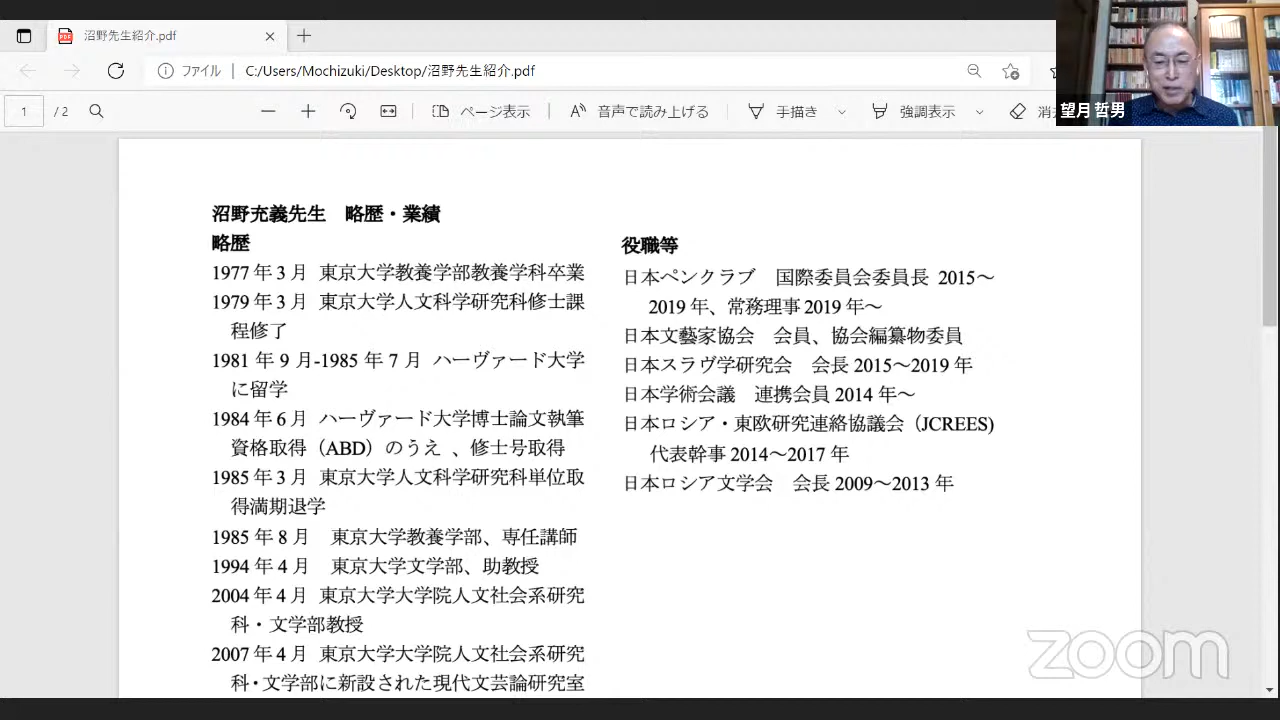 沼野先生紹介.pdf
ファイル
C:/Users/Mochizuki/Desktop/沼野先生紹介.pdf
望月 哲男
1
/ 2
ページ表示
音声で読み上げる
手描き
強調表示
消
沼野充義先生　略歴・業績
略歴
1977 年 3 月 東京大学教養学部教養学科卒業
1979 年 3 月 東京大学人文科学研究科修士課
程修了
1981 年 9 月-1985 年 7 月 ハーヴァード大学
に留学
1984 年 6 月 ハーヴァード大学博士論文執筆
資格取得（ABD）のうえ 、修士号取得
1985 年 3 月 東京大学人文科学研究科単位取
得満期退学
1985 年 8 月　東京大学教養学部、専任講師
1994 年 4 月　東京大学文学部、助教授
2004 年 4 月 東京大学大学院人文社会系研究
科・文学部教授
2007 年 4 月 東京大学大学院人文社会系研究
科・文学部に新設された現代文芸論研究室
役職等
日本ペンクラブ　国際委員会委員長 2015～
2019 年、常務理事 2019 年～
日本文藝家協会　会員、協会編纂物委員
日本スラヴ学研究会　会長 2015～2019 年
日本学術会議　連携会員 2014 年～
日本ロシア・東欧研究連絡協議会（JCREES)
代表幹事 2014～2017 年
日本ロシア文学会　会長 2009～2013 年
zoom